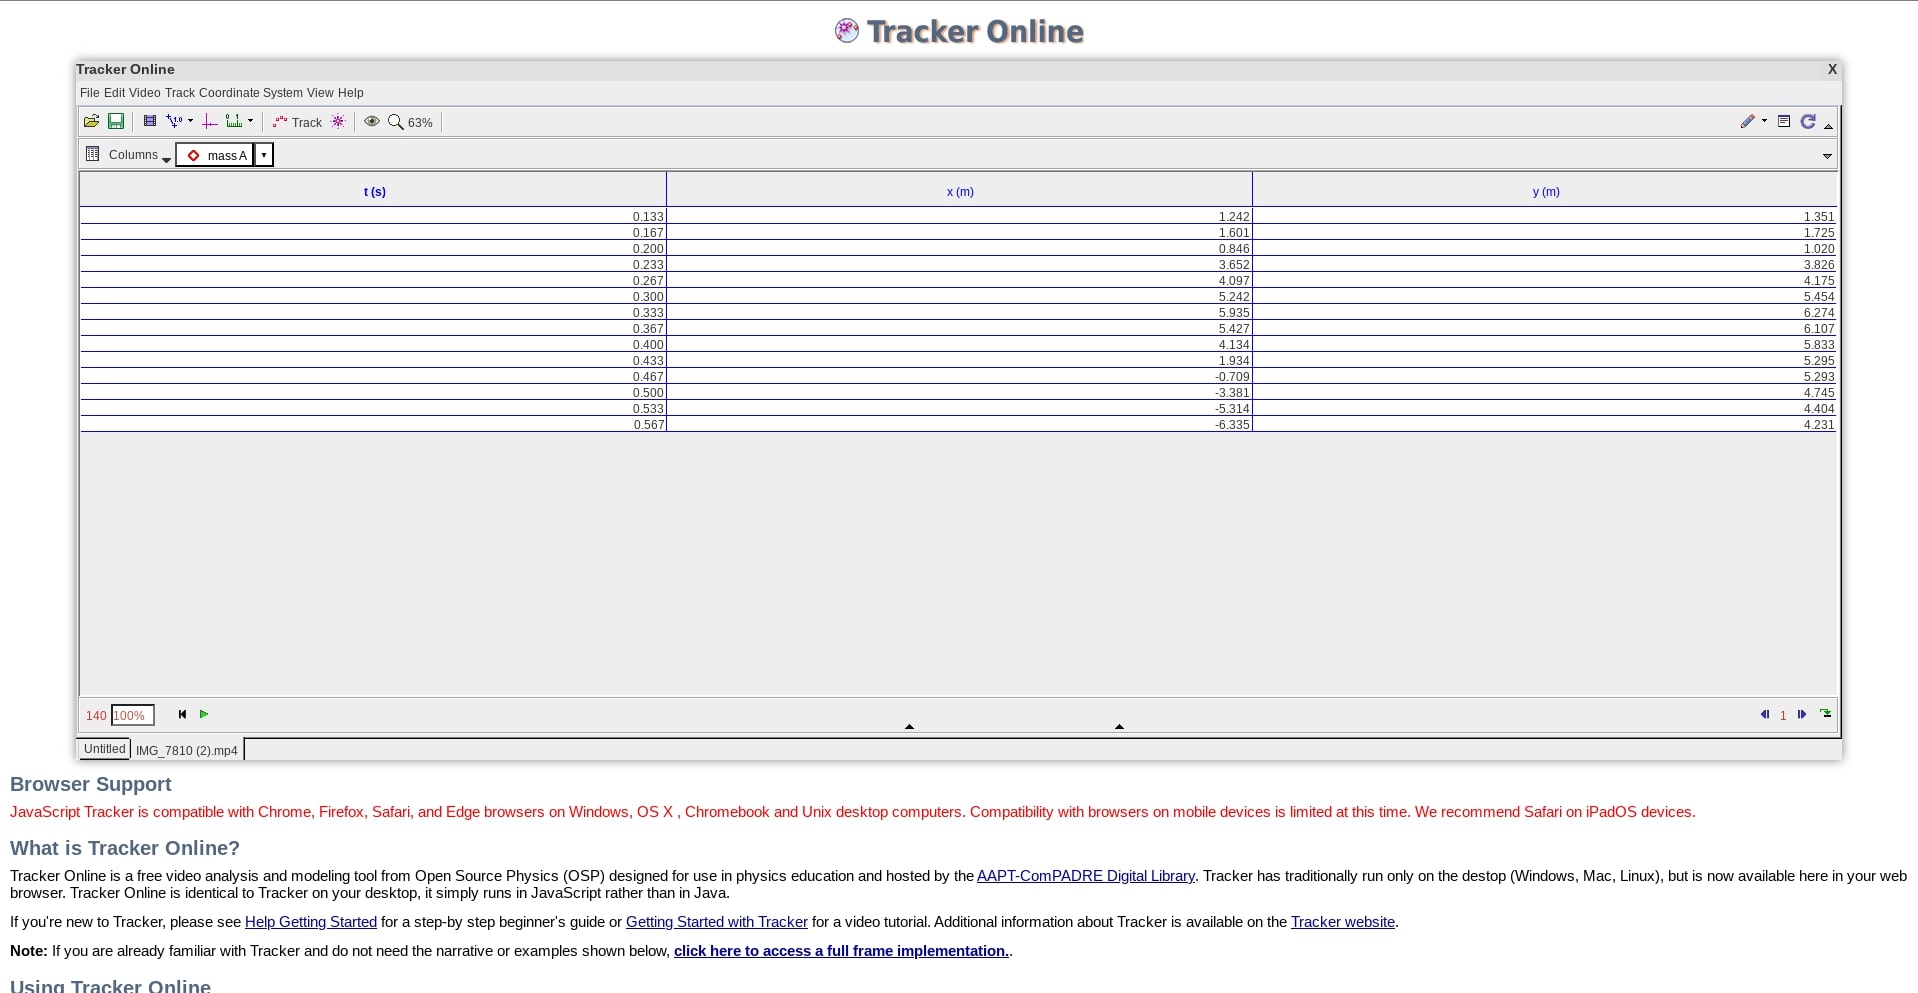 Tracker Online
Tracker Online X
File Edit Video Track Coordinate System View Help
Track 63%
Columns mass A
t (s) x (m) y (m)
0.133 1.242 1.351
0.167 1.601 1.725
0.200 0.846 1.020
0.233 3.652 3.826
0.267 4.097 4.175
0.300 5.242 5.454
0.333 5.935 6.274
0.367 5.427 6.107
0.400 4.134 5.833
0.433 1.934 5.295
0.467 -0.709 5.293
0.500 -3.381 4.745
0.533 -5.314 4.404
0.567 -6.335 4.231
140 100% 1
Untitled IMG_7810 (2).mp4
Browser Support
JavaScript Tracker is compatible with Chrome, Firefox, Safari, and Edge browsers on Windows, OS X , Chromebook and Unix desktop computers. Compatibility with browsers on mobile devices is limited at this time. We recommend Safari on iPadOS devices.
What is Tracker Online?
Tracker Online is a free video analysis and modeling tool from Open Source Physics (OSP) designed for use in physics education and hosted by the AAPT-ComPADRE Digital Library. Tracker has traditionally run only on the destop (Windows, Mac, Linux), but is now available here in your web
browser. Tracker Online is identical to Tracker on your desktop, it simply runs in JavaScript rather than in Java.
If you're new to Tracker, please see Help Getting Started for a step-by step beginner's guide or Getting Started with Tracker for a video tutorial. Additional information about Tracker is available on the Tracker website.
Note: If you are already familiar with Tracker and do not need the narrative or examples shown below, click here to access a full frame implementation..
Using Tracker Online